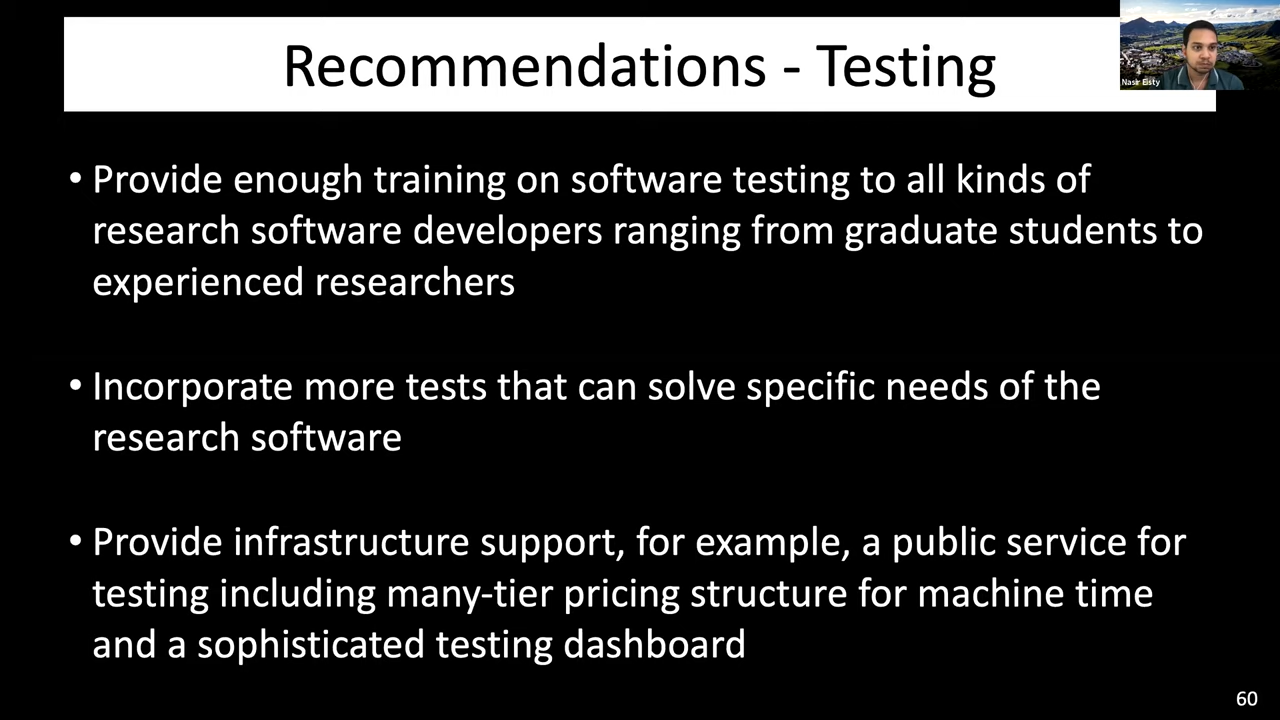 Recommendations - Testing
Nasir Eisty
• Provide enough training on software testing to all kinds of
research software developers ranging from graduate students to
experienced researchers
• Incorporate more tests that can solve specific needs of the
research software
• Provide infrastructure support, for example, a public service for
testing including many-tier pricing structure for machine time
and a sophisticated testing dashboard
60